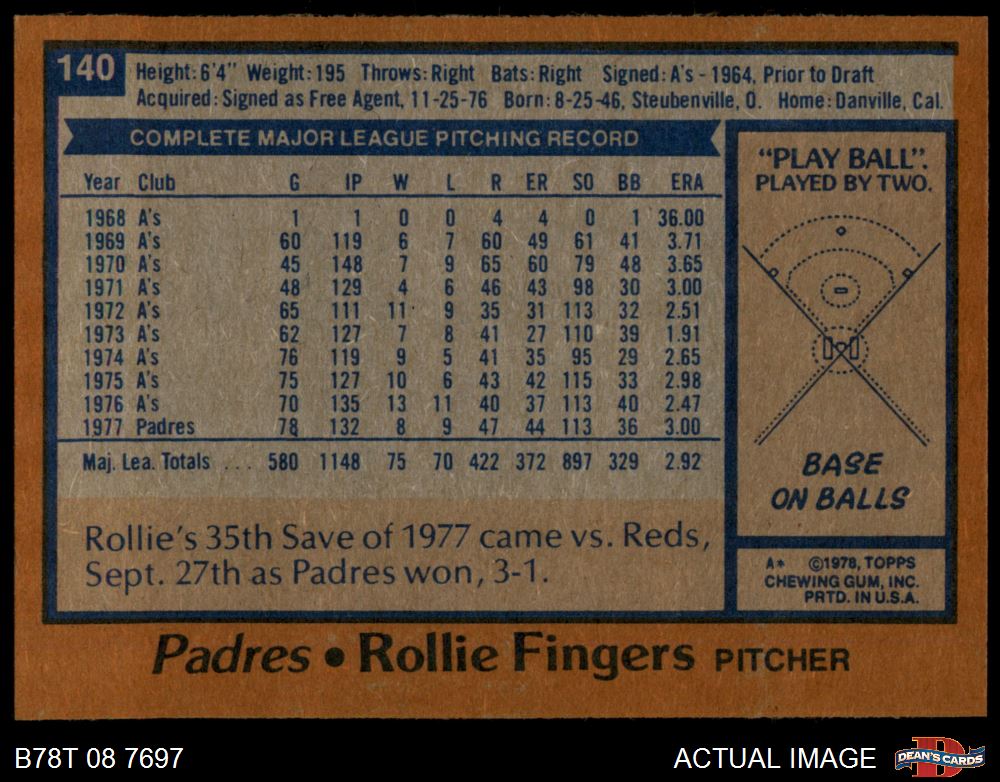 140
Height: 6'4" Weight: 195 Throws: Right Bats: Right Signed: A's - 1964, Prior to Draft
Acquired: Signed as Free Agent, 11-25-76 Born: 8-25-46, Steubenville, O. Home: Danville, Cal.
COMPLETE MAJOR LEAGUE PITCHING RECORD
Year Club G IP W L R ER SO BB ERA
1968 A's 1 1 0 0 4 4 0 1 36.00
1969 A's 60 119 6 7 60 49 61 41 3.71
1970 A's 45 148 7 9 65 60 79 48 3.65
1971 A's 48 129 4 6 46 43 98 30 3.00
1972 A's 65 111 11 9 35 31 113 32 2.51
1973 A's 62 127 7 8 41 27 110 39 1.91
1974 A's 76 119 9 5 41 35 95 29 2.65
1975 A's 75 127 10 6 43 42 115 33 2.98
1976 A's 70 135 13 11 40 37 113 40 2.47
1977 Padres 78 132 8 9 47 44 113 36 3.00
Maj. Lea. Totals ... 580 1148 75 70 422 372 897 329 2.92
Rollie's 35th Save of 1977 came vs. Reds,
Sept. 27th as Padres won, 3-1.
"PLAY BALL".
PLAYED BY TWO.
BASE
ON BALLS
A* ©1978, TOPPS
CHEWING GUM, INC.
PRTD. IN U.S.A.
Padres • Rollie Fingers PITCHER
B78T 08 7697
ACTUAL IMAGE
D
DEAN'S CARDS